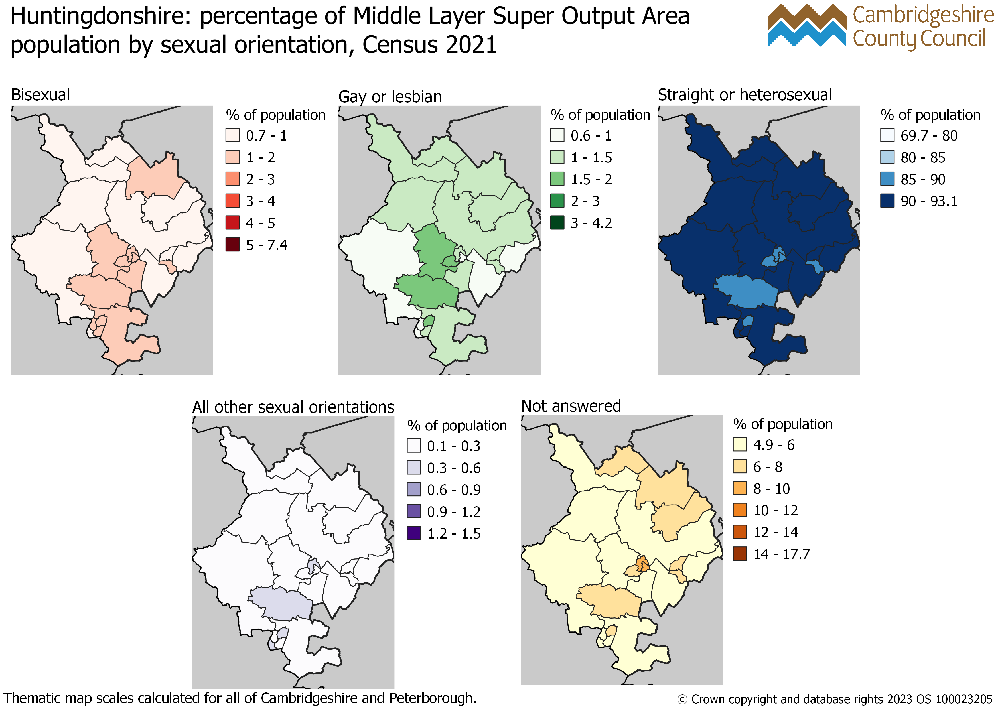 Huntingdonshire: percentage of Middle Layer Super Output Area
population by sexual orientation, Census 2021
Cambridgeshire
County Council
Bisexual
% of population
0.7 - 1
1 - 2
2 - 3
3 - 4
4 - 5
5 - 7.4
Gay or lesbian
% of population
0.6 - 1
1 - 1.5
1.5 - 2
2 - 3
3 - 4.2
Straight or heterosexual
% of population
69.7 - 80
80 - 85
85 - 90
90 - 93.1
All other sexual orientations
% of population
0.1 - 0.3
0.3 - 0.6
0.6 - 0.9
0.9 - 1.2
1.2 - 1.5
Not answered
% of population
4.9 - 6
6 - 8
8 - 10
10 - 12
12 - 14
14 - 17.7
Thematic map scales calculated for all of Cambridgeshire and Peterborough.
© Crown copyright and database rights 2023 OS 100023205